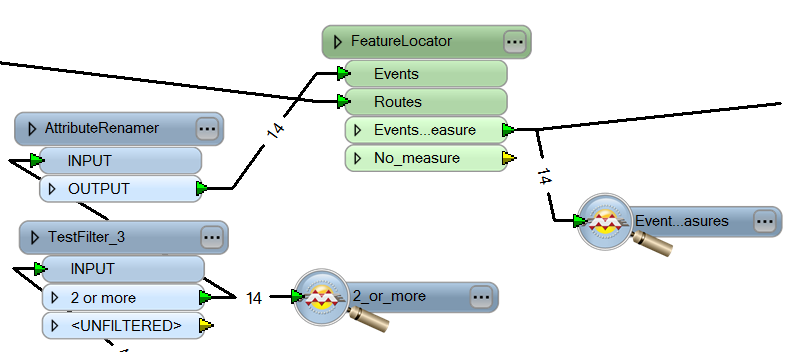 FeatureLocator
Events
Routes
Events...easure
No_measure
14
AttributeRenamer
INPUT
OUTPUT
14
Event...asures
TestFilter_3
INPUT
2 or more
<UNFILTERED>
14
2_or_more